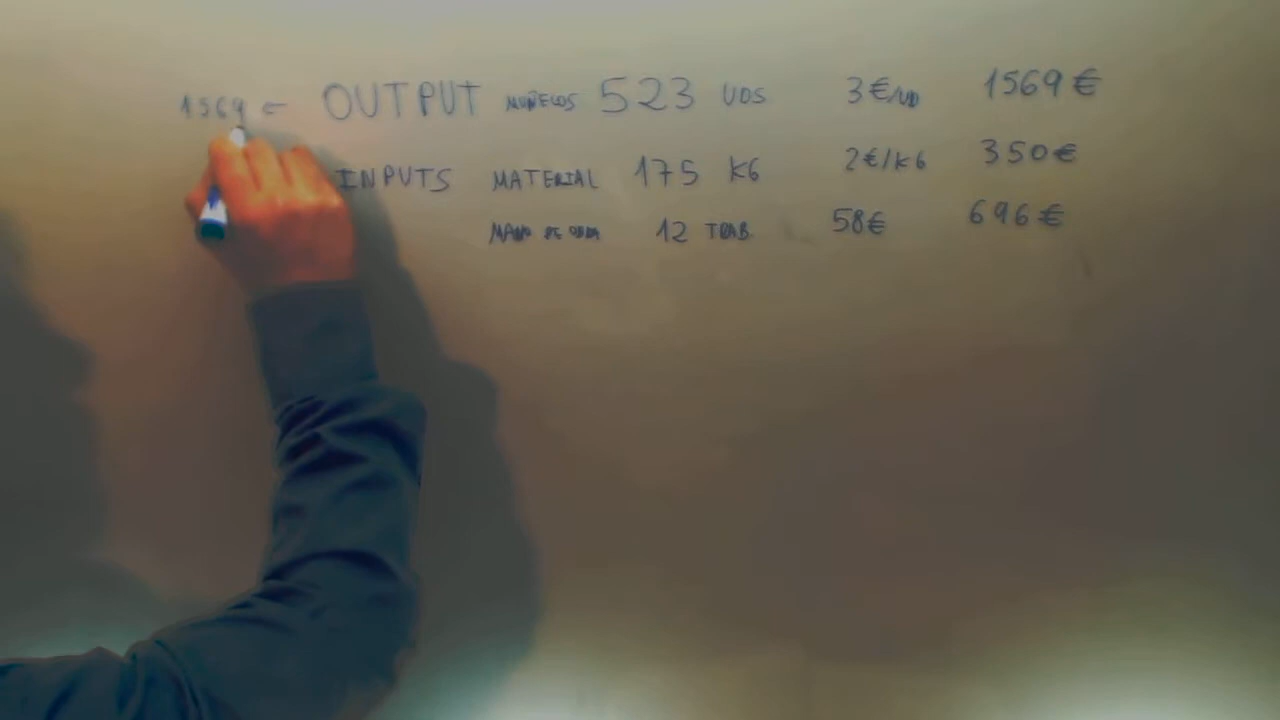 1569 ← OUTPUT MUÑECOS 523 UDS 3€/UD 1569€
INPUTS MATERIAL 175 KG 2€/KG 350€
MANO DE OBRA 12 TRAB. 58€ 696€